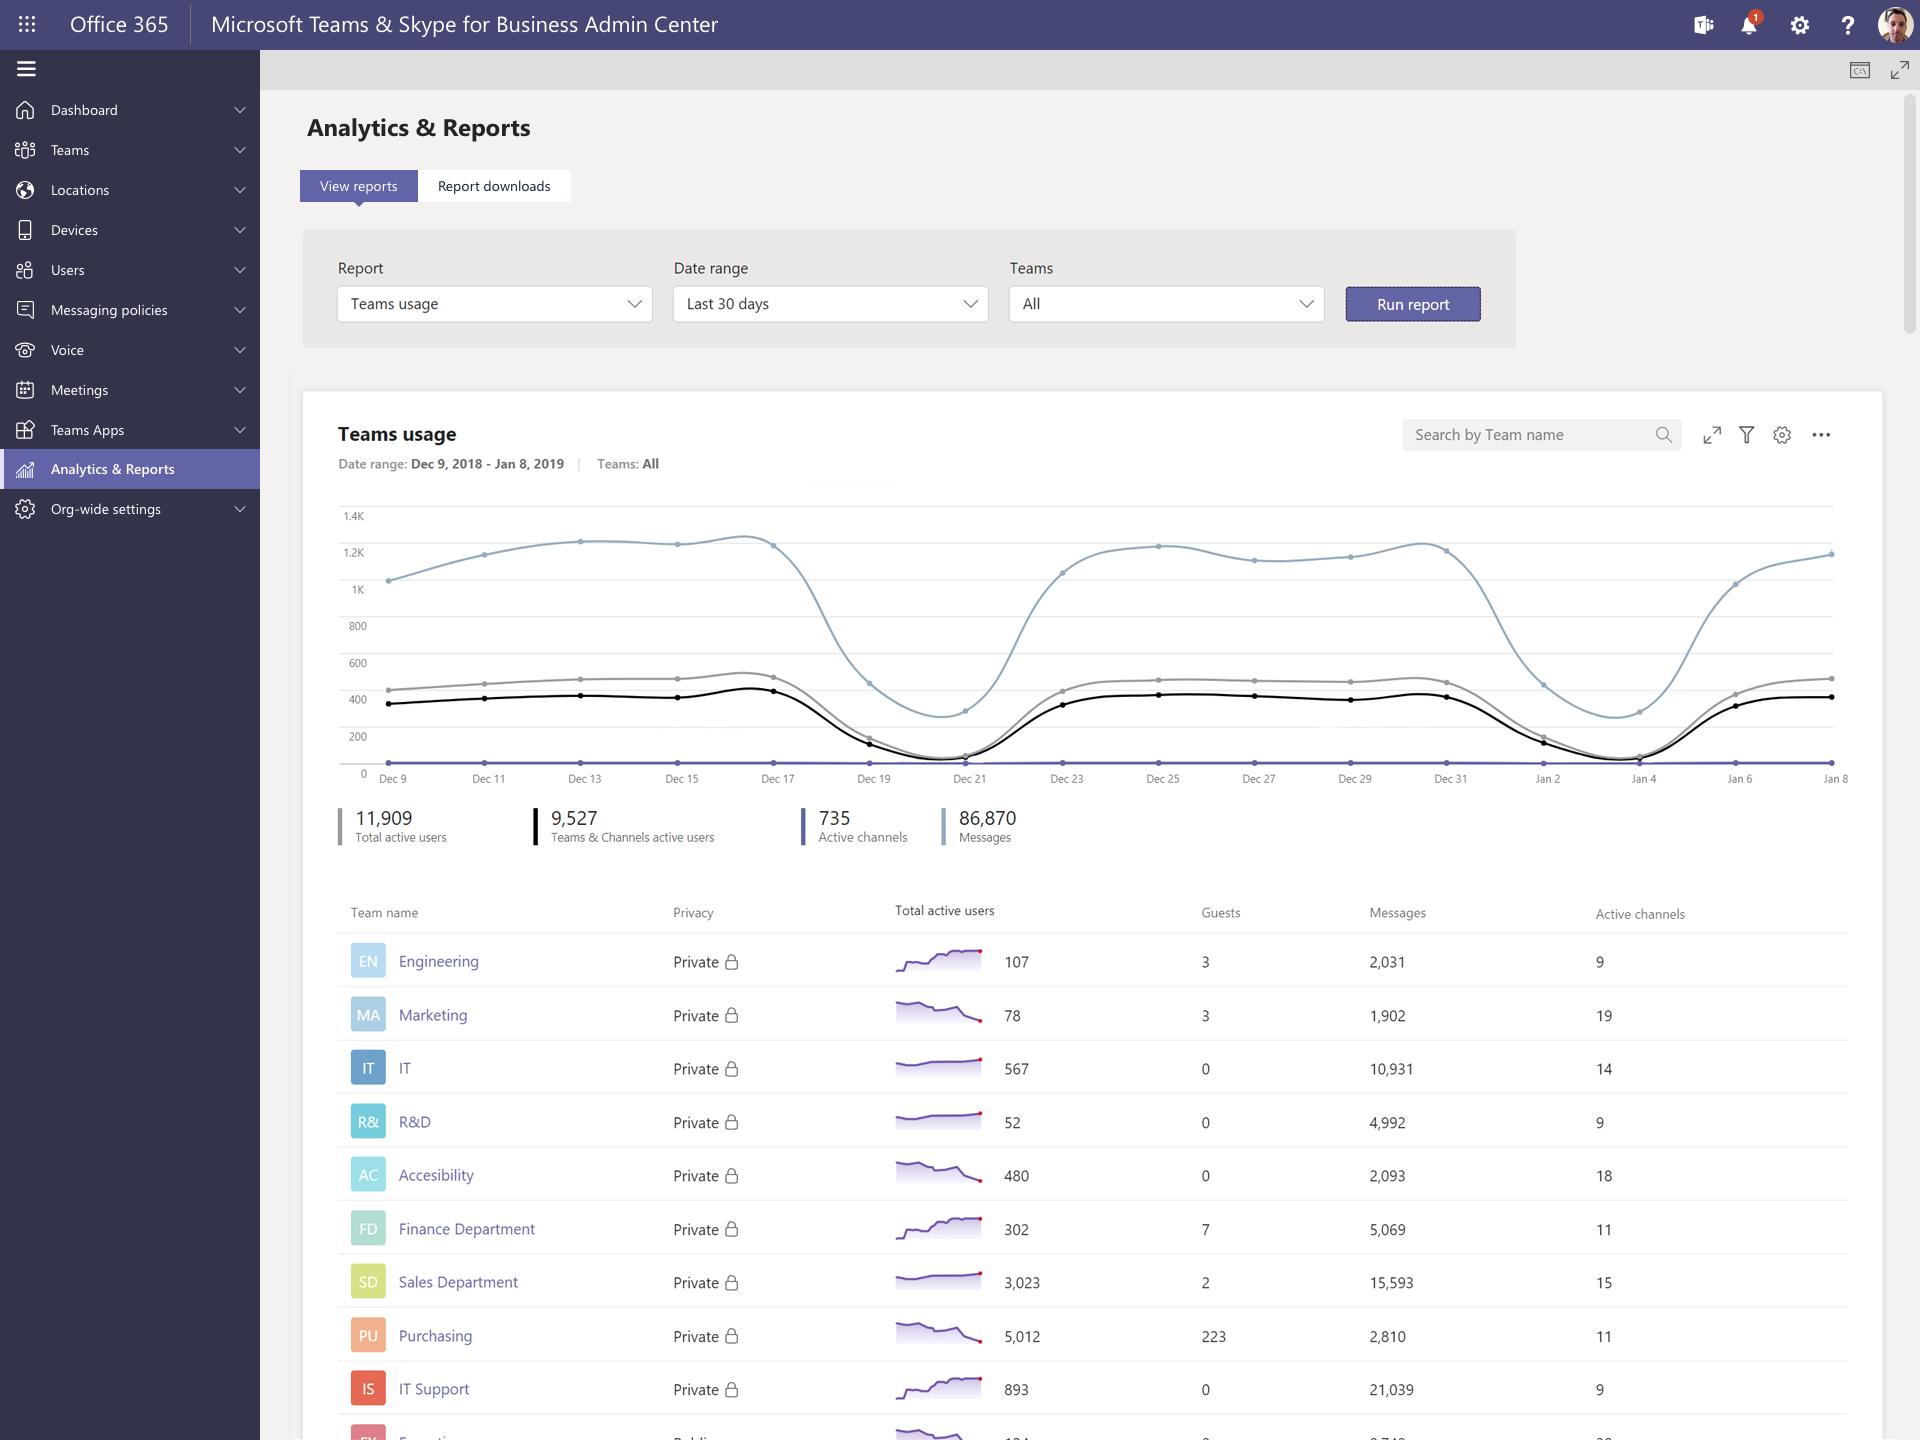 Office 365
Microsoft Teams & Skype for Business Admin Center
1
Dashboard
Teams
Locations
Devices
Users
Messaging policies
Voice
Meetings
Teams Apps
Analytics & Reports
Org-wide settings
C:\
Analytics & Reports
View reports
Report downloads
Report
Date range
Teams
Teams usage
Last 30 days
All
Run report
Teams usage
Search by Team name
Date range: Dec 9, 2018 - Jan 8, 2019 | Teams: All
1.4K
1.2K
1K
800
600
400
200
0
Dec 9 Dec 11 Dec 13 Dec 15 Dec 17 Dec 19 Dec 21 Dec 23 Dec 25 Dec 27 Dec 29 Dec 31 Jan 2 Jan 4 Jan 6 Jan 8
11,909
Total active users
9,527
Teams & Channels active users
735
Active channels
86,870
Messages
Team name Privacy Total active users Guests Messages Active channels
EN Engineering Private 107 3 2,031 9
MA Marketing Private 78 3 1,902 19
IT IT Private 567 0 10,931 14
R& R&D Private 52 0 4,992 9
AC Accesibility Private 480 0 2,093 18
FD Finance Department Private 302 7 5,069 11
SD Sales Department Private 3,023 2 15,593 15
PU Purchasing Private 5,012 223 2,810 11
IS IT Support Private 893 0 21,039 9